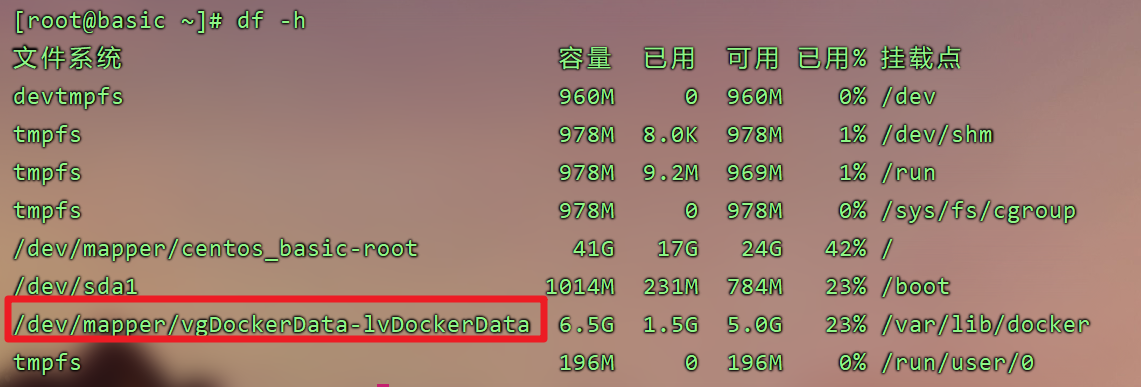 [root@basic ~]# df -h
文件系统 容量 已用 可用 已用% 挂载点
devtmpfs 960M 0 960M 0% /dev
tmpfs 978M 8.0K 978M 1% /dev/shm
tmpfs 978M 9.2M 969M 1% /run
tmpfs 978M 0 978M 0% /sys/fs/cgroup
/dev/mapper/centos_basic-root 41G 17G 24G 42% /
/dev/sda1 1014M 231M 784M 23% /boot
/dev/mapper/vgDockerData-lvDockerData 6.5G 1.5G 5.0G 23% /var/lib/docker
tmpfs 196M 0 196M 0% /run/user/0